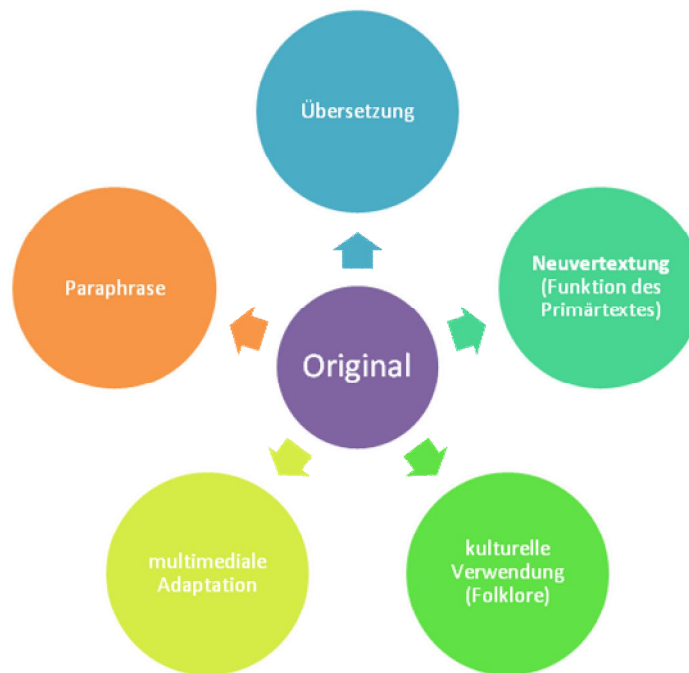 Übersetzung
Paraphrase
Neuvertextung
(Funktion des
Primärtextes)
Original
multimediale
Adaptation
kulturelle
Verwendung
(Folklore)